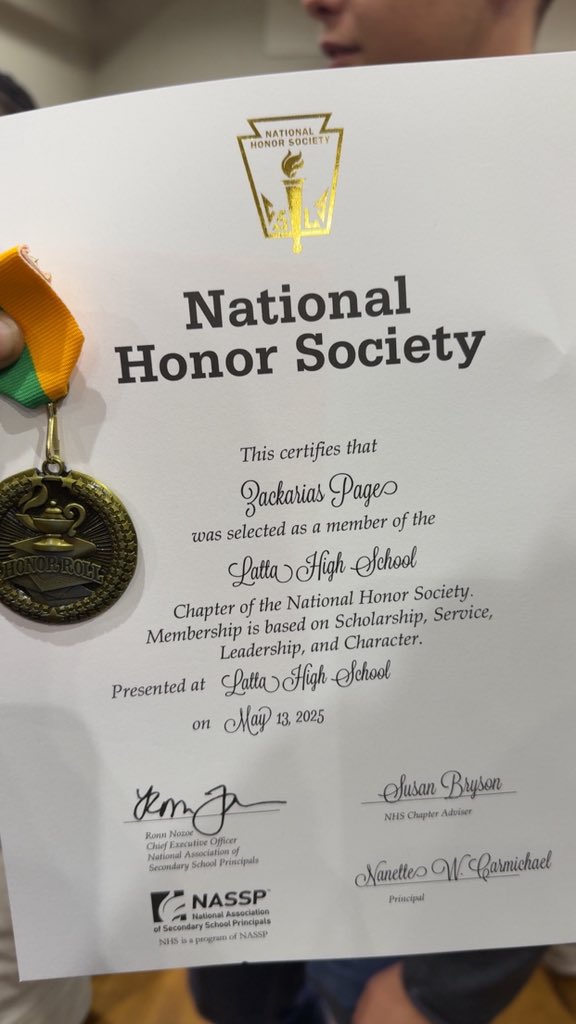 NATIONAL
HONOR SOCIETY
National
Honor Society
This certifies that
Zackarias Page
was selected as a member of the
Latta High School
Chapter of the National Honor Society.
Membership is based on Scholarship, Service,
Leadership, and Character.
Presented at Latta High School
on May 13, 2025
HONOR ROLL
Ronn Nozoe
Chief Executive Officer
National Association of
Secondary School Principals
NASSP
National Association
of Secondary School Principals
NHS is a program of NASSP
Susan Bryson
NHS Chapter Adviser
Nanette W. Carmichael
Principal